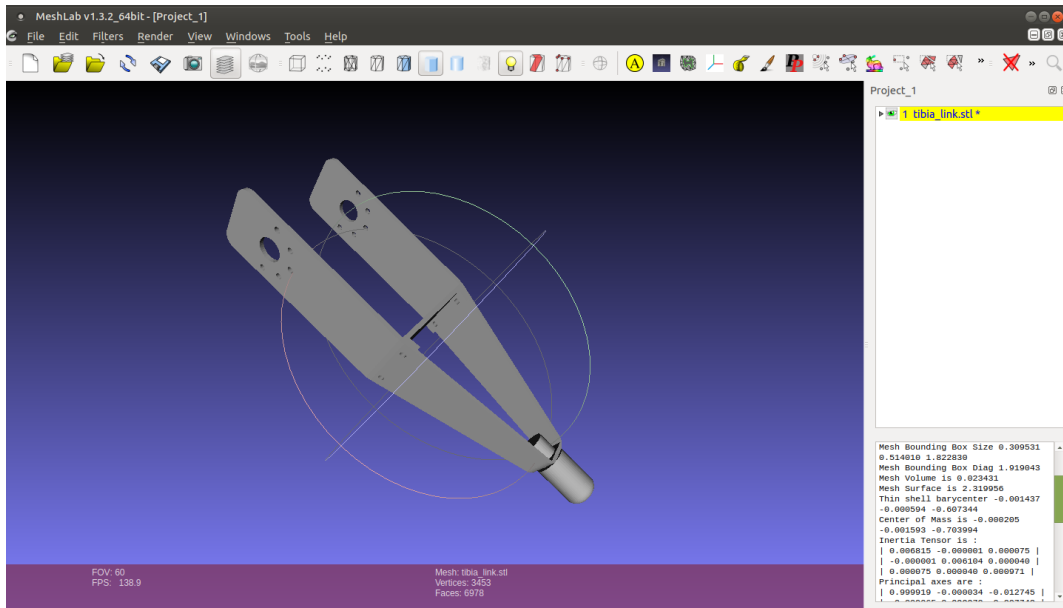 MeshLab v1.3.2_64bit - [Project_1]
File Edit Filters Render View Windows Tools Help
A
Project_1
1 tibia_link.stl *
Mesh Bounding Box Size 0.309531
0.514010 1.822830
Mesh Bounding Box Diag 1.919043
Mesh Volume is 0.023431
Mesh Surface is 2.319956
Thin shell barycenter -0.001437
-0.000594 -0.607344
Center of Mass is -0.000205
-0.001593 -0.703994
Inertia Tensor is :
| 0.006815 -0.000001 0.000075 |
| -0.000001 0.006104 0.000040 |
| 0.000075 0.000040 0.000971 |
Principal axes are :
| 0.999919 -0.000034 -0.012745 |
FOV: 60
FPS: 138.9
Mesh: tibia_link.stl
Vertices: 3453
Faces: 6978